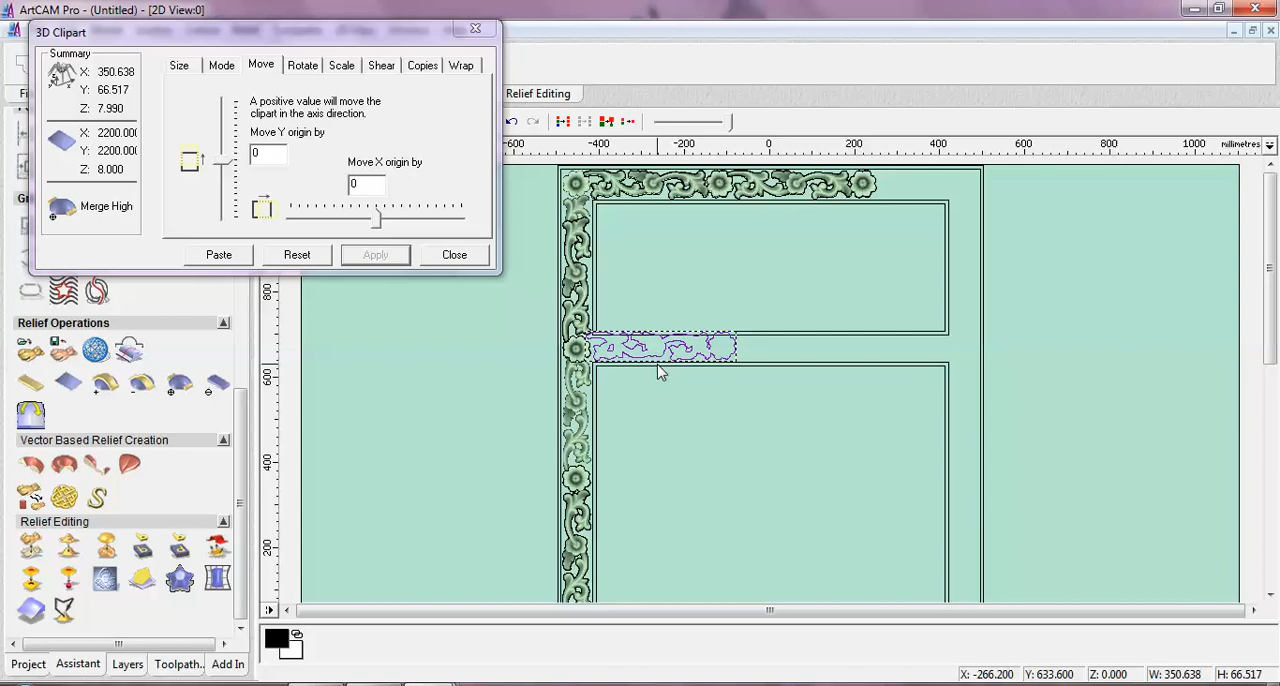 ArtCAM Pro - (Untitled) - [2D View:0]
3D Clipart
Summary
X: 350.638
Y: 66.517
Z: 7.990
X: 2200.000
Y: 2200.000
Z: 8.000
Merge High
Size
Mode
Move
Rotate
Scale
Shear
Copies
Wrap
A positive value will move the
clipart in the axis direction.
Move Y origin by
0
Move X origin by
0
Paste
Reset
Apply
Close
Relief Editing
-600
-400
-200
0
200
400
600
800
1000
millimetres
800
600
400
200
Relief Operations
Vector Based Relief Creation
Relief Editing
Project
Assistant
Layers
Toolpath..
Add In
X: -266.200
Y: 633.600
Z: 0.000
W: 350.638
H: 66.517